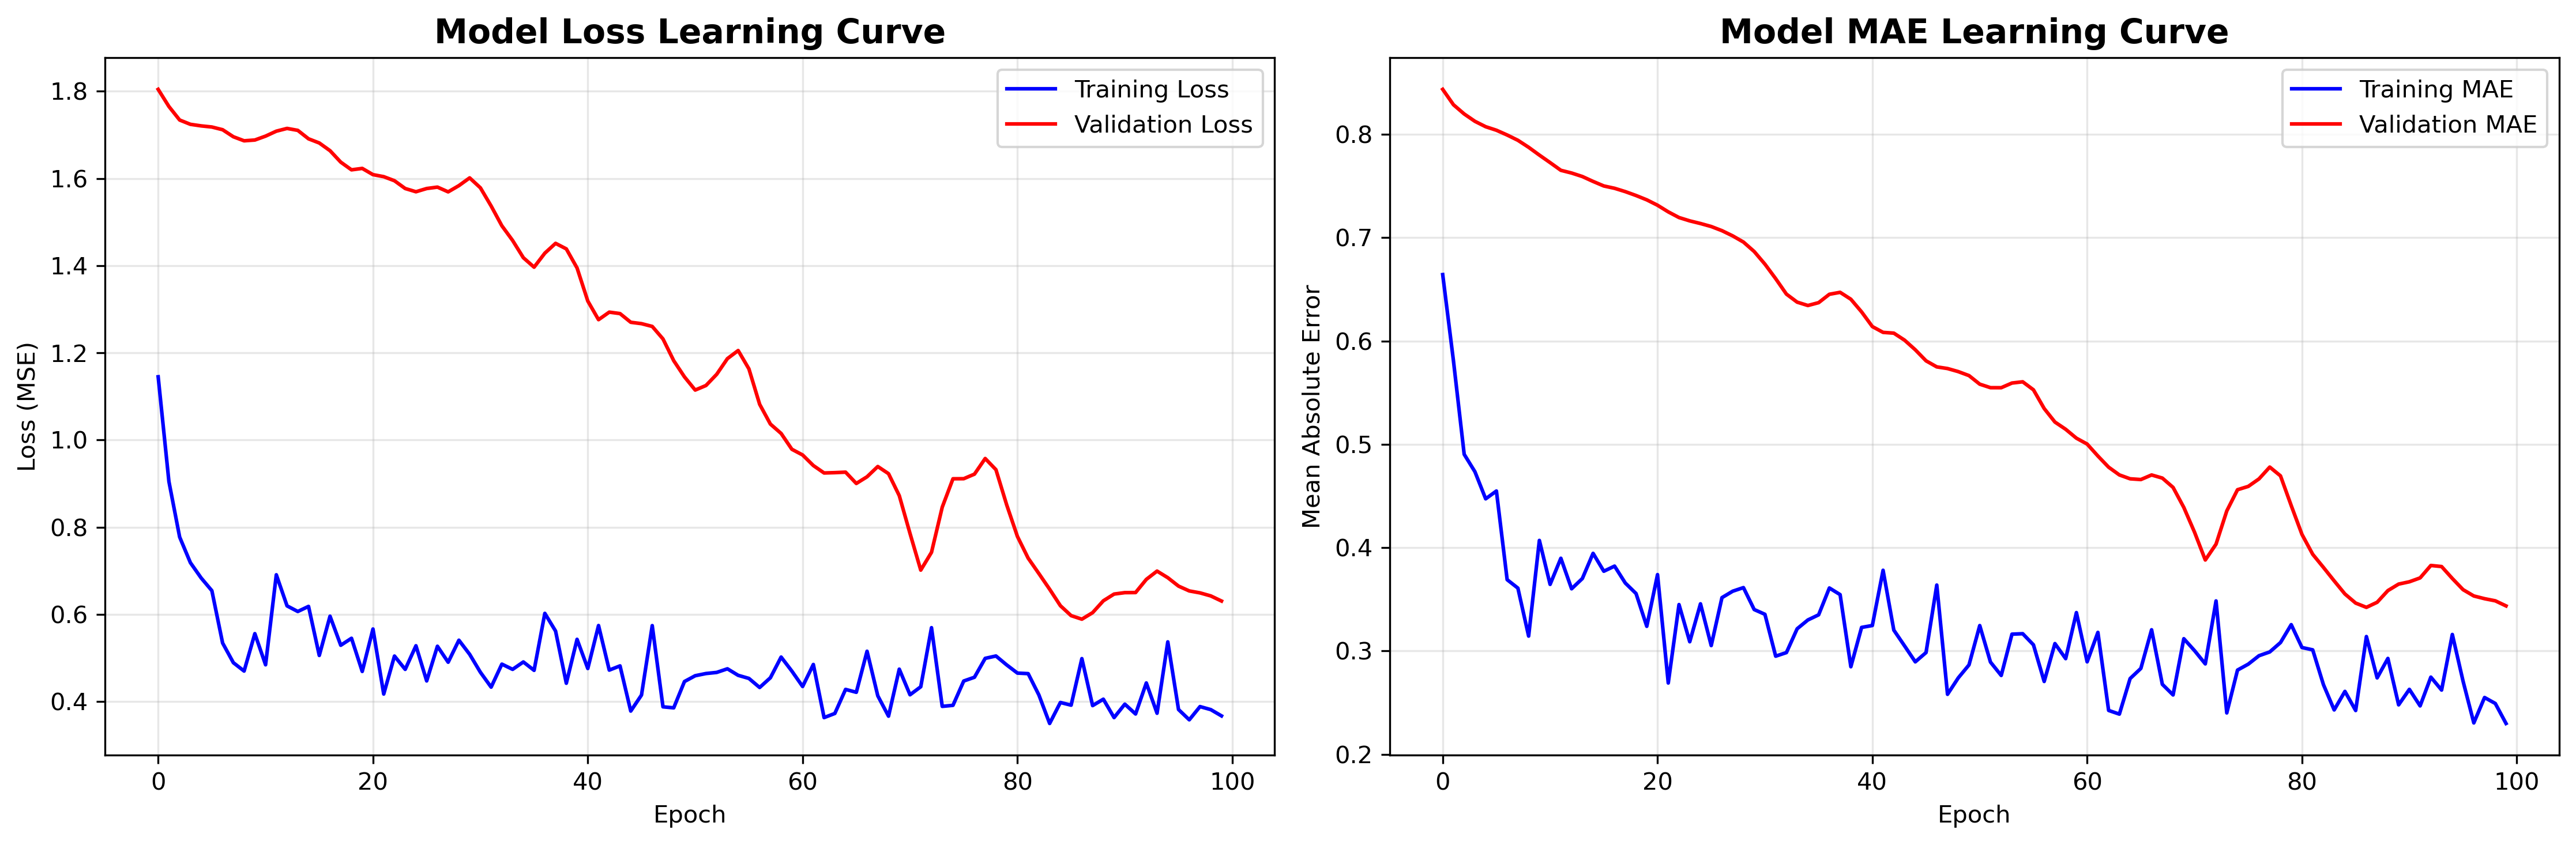 Model Loss Learning Curve
Training Loss
Validation Loss
Loss (MSE)
1.8
1.6
1.4
1.2
1.0
0.8
0.6
0.4
0 20 40 60 80 100
Epoch
Model MAE Learning Curve
Training MAE
Validation MAE
Mean Absolute Error
0.8
0.7
0.6
0.5
0.4
0.3
0.2
0 20 40 60 80 100
Epoch